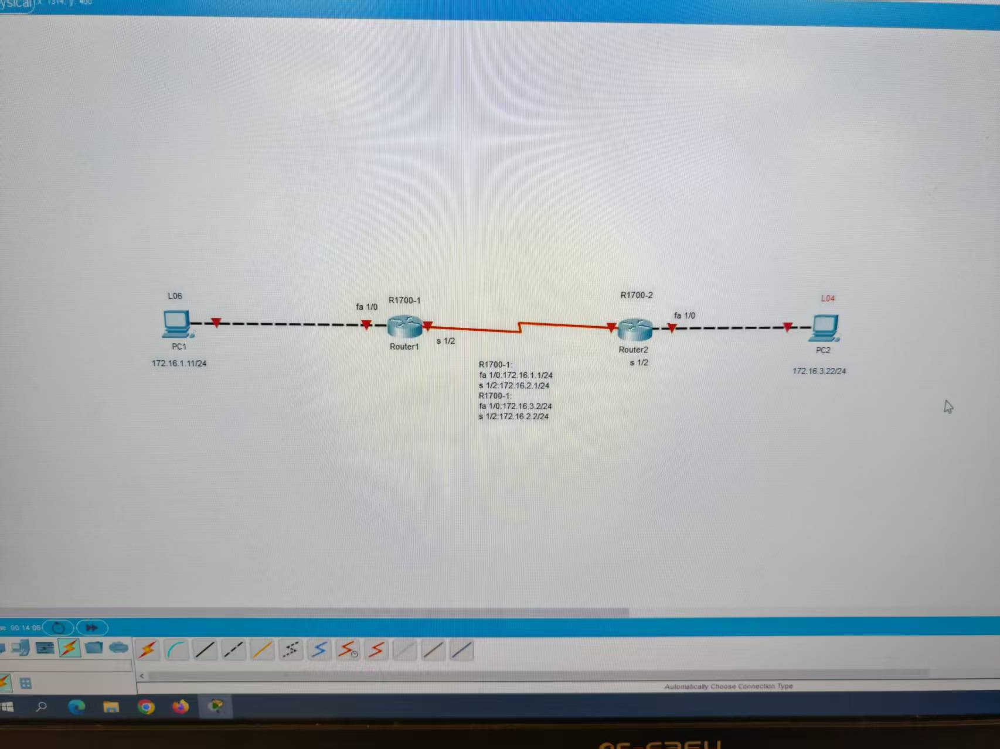 L06
PC1
172.16.1.11/24
fa 1/0
R1700-1
Router1
s 1/2
R1700-1:
fa 1/0:172.16.1.1/24
s 1/2:172.16.2.1/24
R1700-1:
fa 1/0:172.16.3.2/24
s 1/2:172.16.2.2/24
R1700-2
Router2
s 1/2
fa 1/0
L04
PC2
172.16.3.22/24
00:14:06
Automatically Choose Connection Type